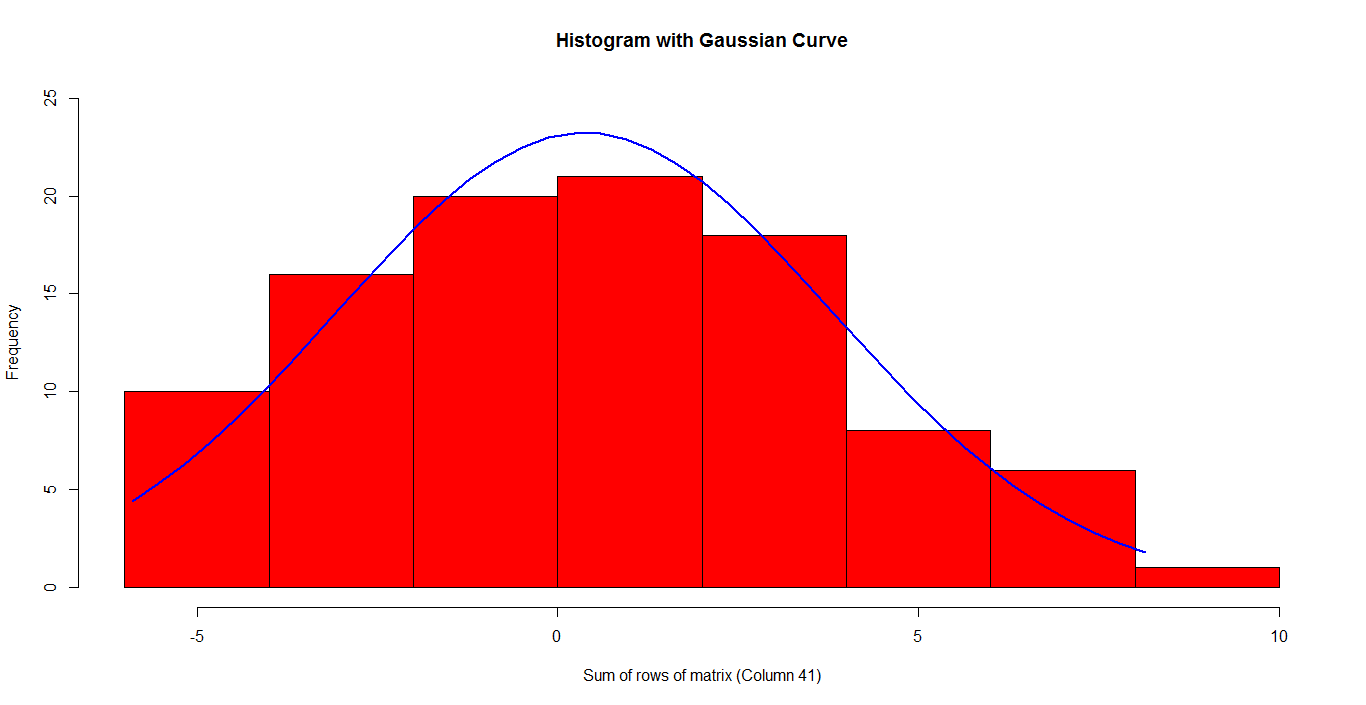 Histogram with Gaussian Curve
Frequency
25
20
15
10
5
0
-5 0 5 10
Sum of rows of matrix (Column 41)